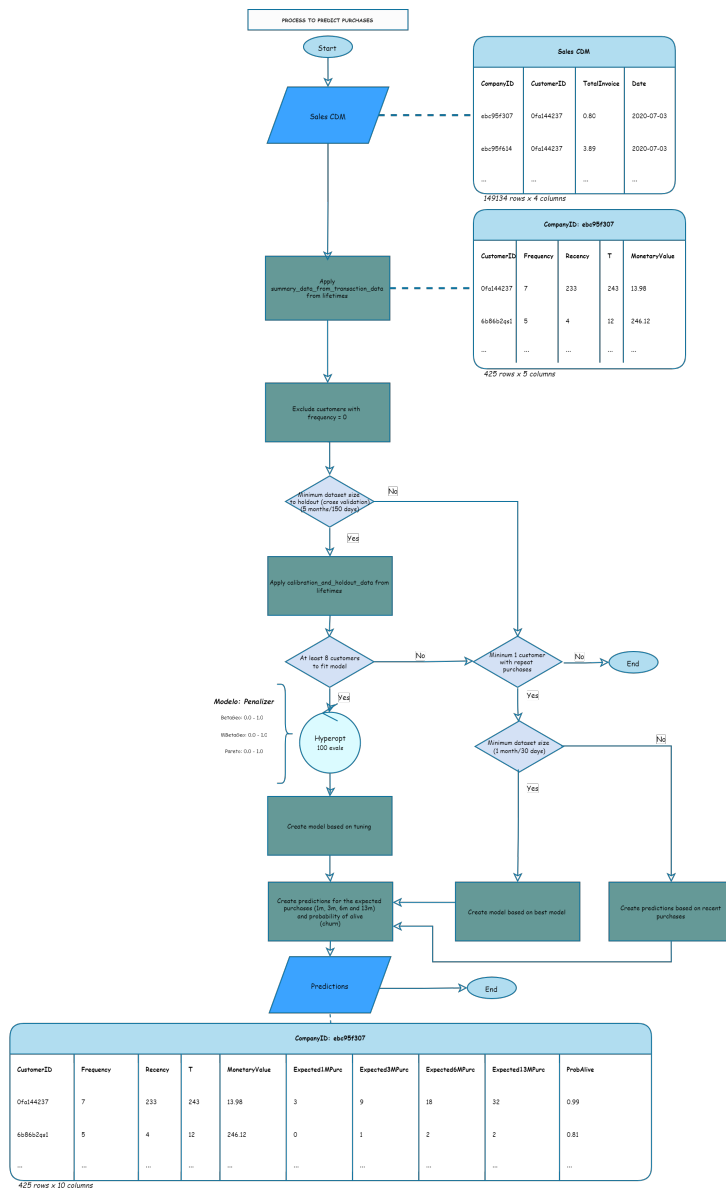 PROCESS TO PREDICT PURCHASES
Start
Sales CDM
Sales CDM
CompanyID CustomerID TotalInvoice Date
ebc95f307 0fa144237 0.80 2020-07-03
ebc95f614 0fa144237 3.89 2020-07-03
... ... ... ...
149134 rows x 4 columns
CompanyID: ebc95f307
CustomerID Frequency Recency T MonetaryValue
0fa144237 7 233 243 13.98
6b86b2qs1 5 4 12 246.12
... ... ... ... ...
425 rows x 5 columns
Apply
summary_data_from_transaction_data
from lifetimes
Exclude customers with
frequency = 0
Minimum dataset size
to holdout (cross validation)
(5 months/150 days)
No
Yes
Apply calibration_and_holdout_data from
lifetimes
At least 8 customers
to fit model
No
Mininum 1 customer
with repeat
purchases
No
End
Yes
Yes
Modelo: Penalizer
BetaGeo: 0.0 - 1.0
MBetaGeo: 0.0 - 1.0
Pareto: 0.0 - 1.0
Hyperopt
100 evals
Minimum dataset size
(1 month/30 days)
No
Yes
Create model based on tuning
Create predictions for the expected
purchases (1m, 3m, 6m and 13m)
and probability of alive
(churn)
Create model based on best model
Create predictions based on recent
purchases
Predictions
End
CompanyID: ebc95f307
CustomerID Frequency Recency T MonetaryValue Expected1MPurc Expected3MPurc Expected6MPurc Expected13MPurc ProbAlive
0fa144237 7 233 243 13.98 3 9 18 32 0.99
6b86b2qs1 5 4 12 246.12 0 1 2 2 0.81
... ... ... ... ... ... ... ... ... ...
425 rows x 10 columns